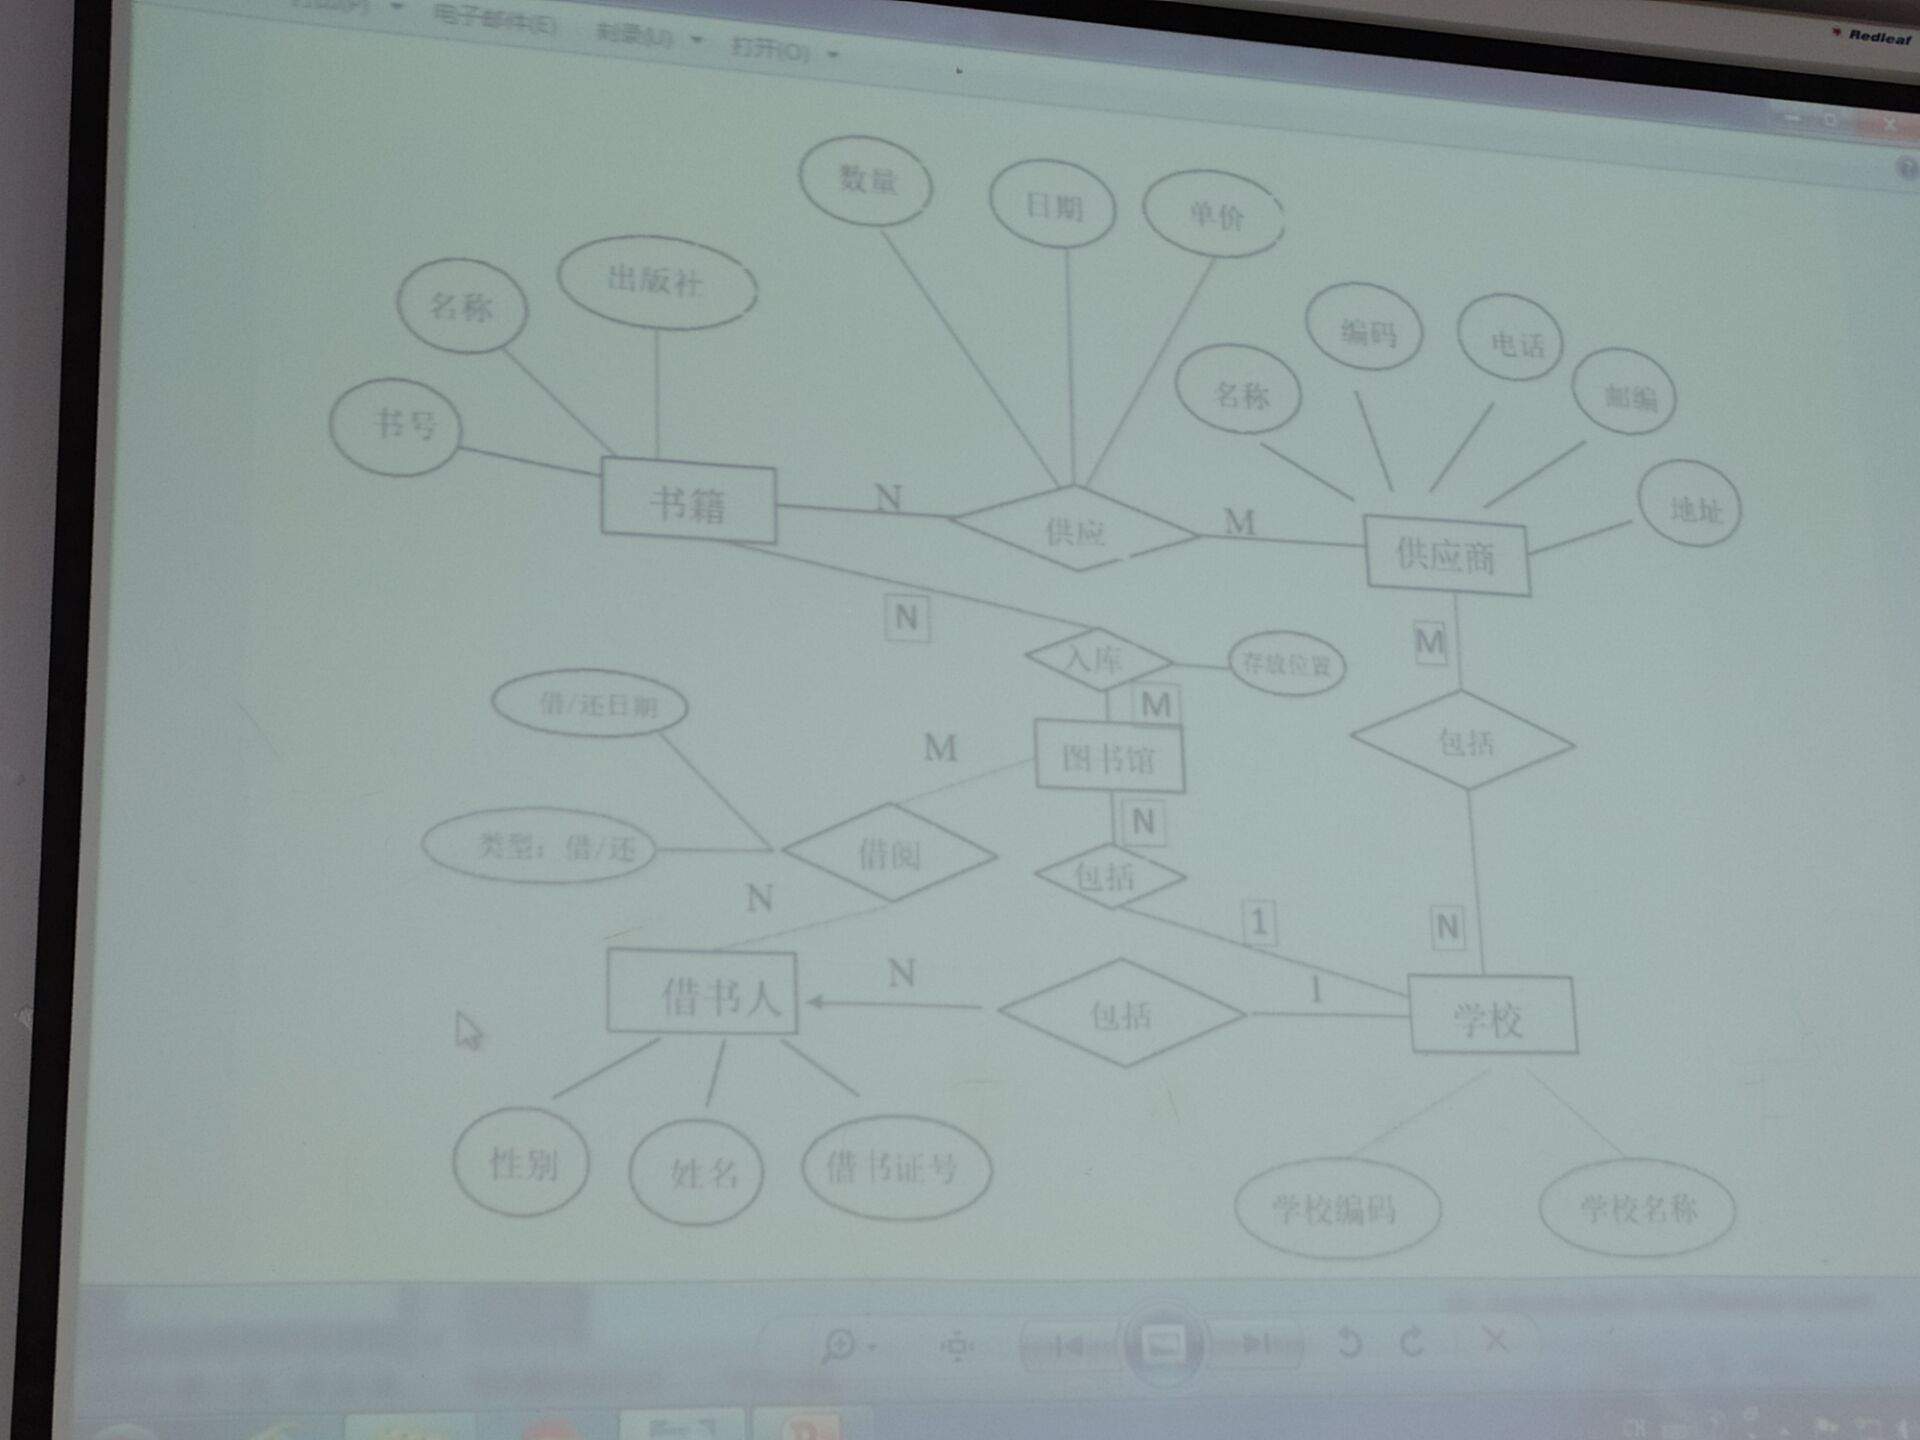 打印(P)
电子邮件(E)
刻录(U)
打开(O)
Redleaf
数量
日期
单价
名称
出版社
书号
名称
编码
电话
邮编
地址
书籍
N
供应
M
供应商
N
入库
存放位置
M
M
借/还日期
M
图书馆
包括
类型：借/还
借阅
N
包括
N
1
N
借书人
N
包括
1
学校
性别
姓名
借书证号
学校编码
学校名称
CH